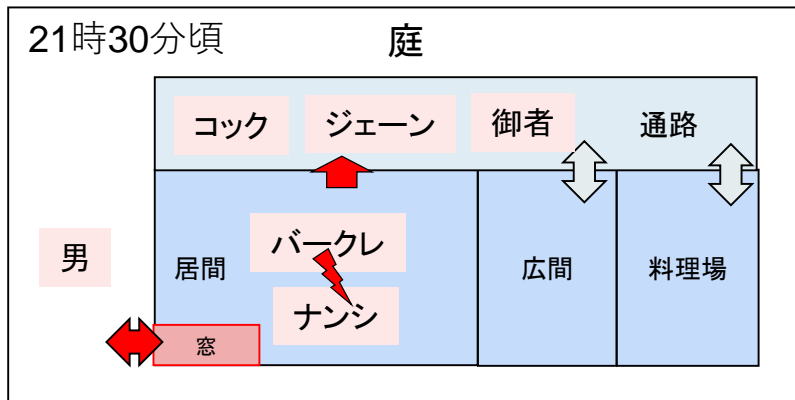 21時30分頃
庭
コック
ジェーン
御者
通路
男
居間
バークレ
ナンシ
窓
広間
料理場